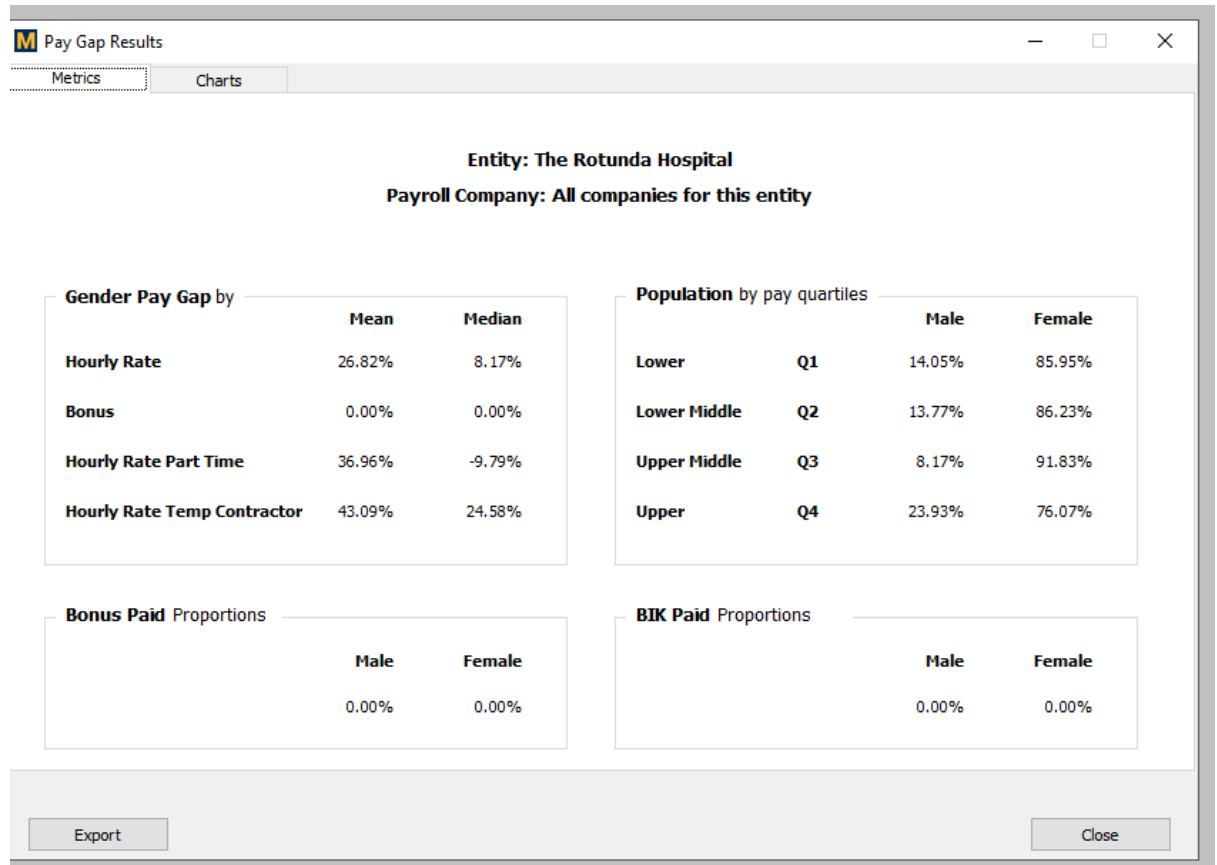 M Pay Gap Results
Metrics Charts
Entity: The Rotunda Hospital
Payroll Company: All companies for this entity
Gender Pay Gap by
Mean Median
Hourly Rate 26.82% 8.17%
Bonus 0.00% 0.00%
Hourly Rate Part Time 36.96% -9.79%
Hourly Rate Temp Contractor 43.09% 24.58%
Population by pay quartiles
Male Female
Lower Q1 14.05% 85.95%
Lower Middle Q2 13.77% 86.23%
Upper Middle Q3 8.17% 91.83%
Upper Q4 23.93% 76.07%
Bonus Paid Proportions
Male Female
0.00% 0.00%
BIK Paid Proportions
Male Female
0.00% 0.00%
Export Close